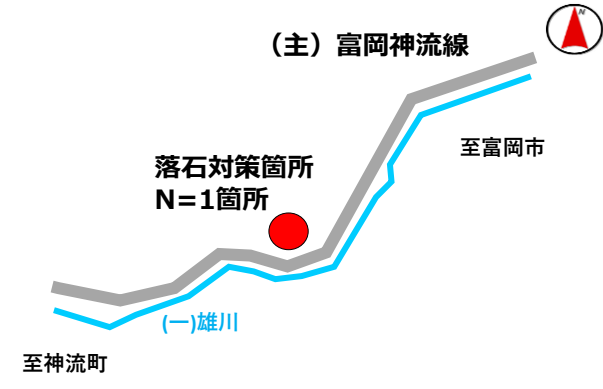 N
（主）富岡神流線
至富岡市
落石対策箇所
N=1箇所
(一)雄川
至神流町